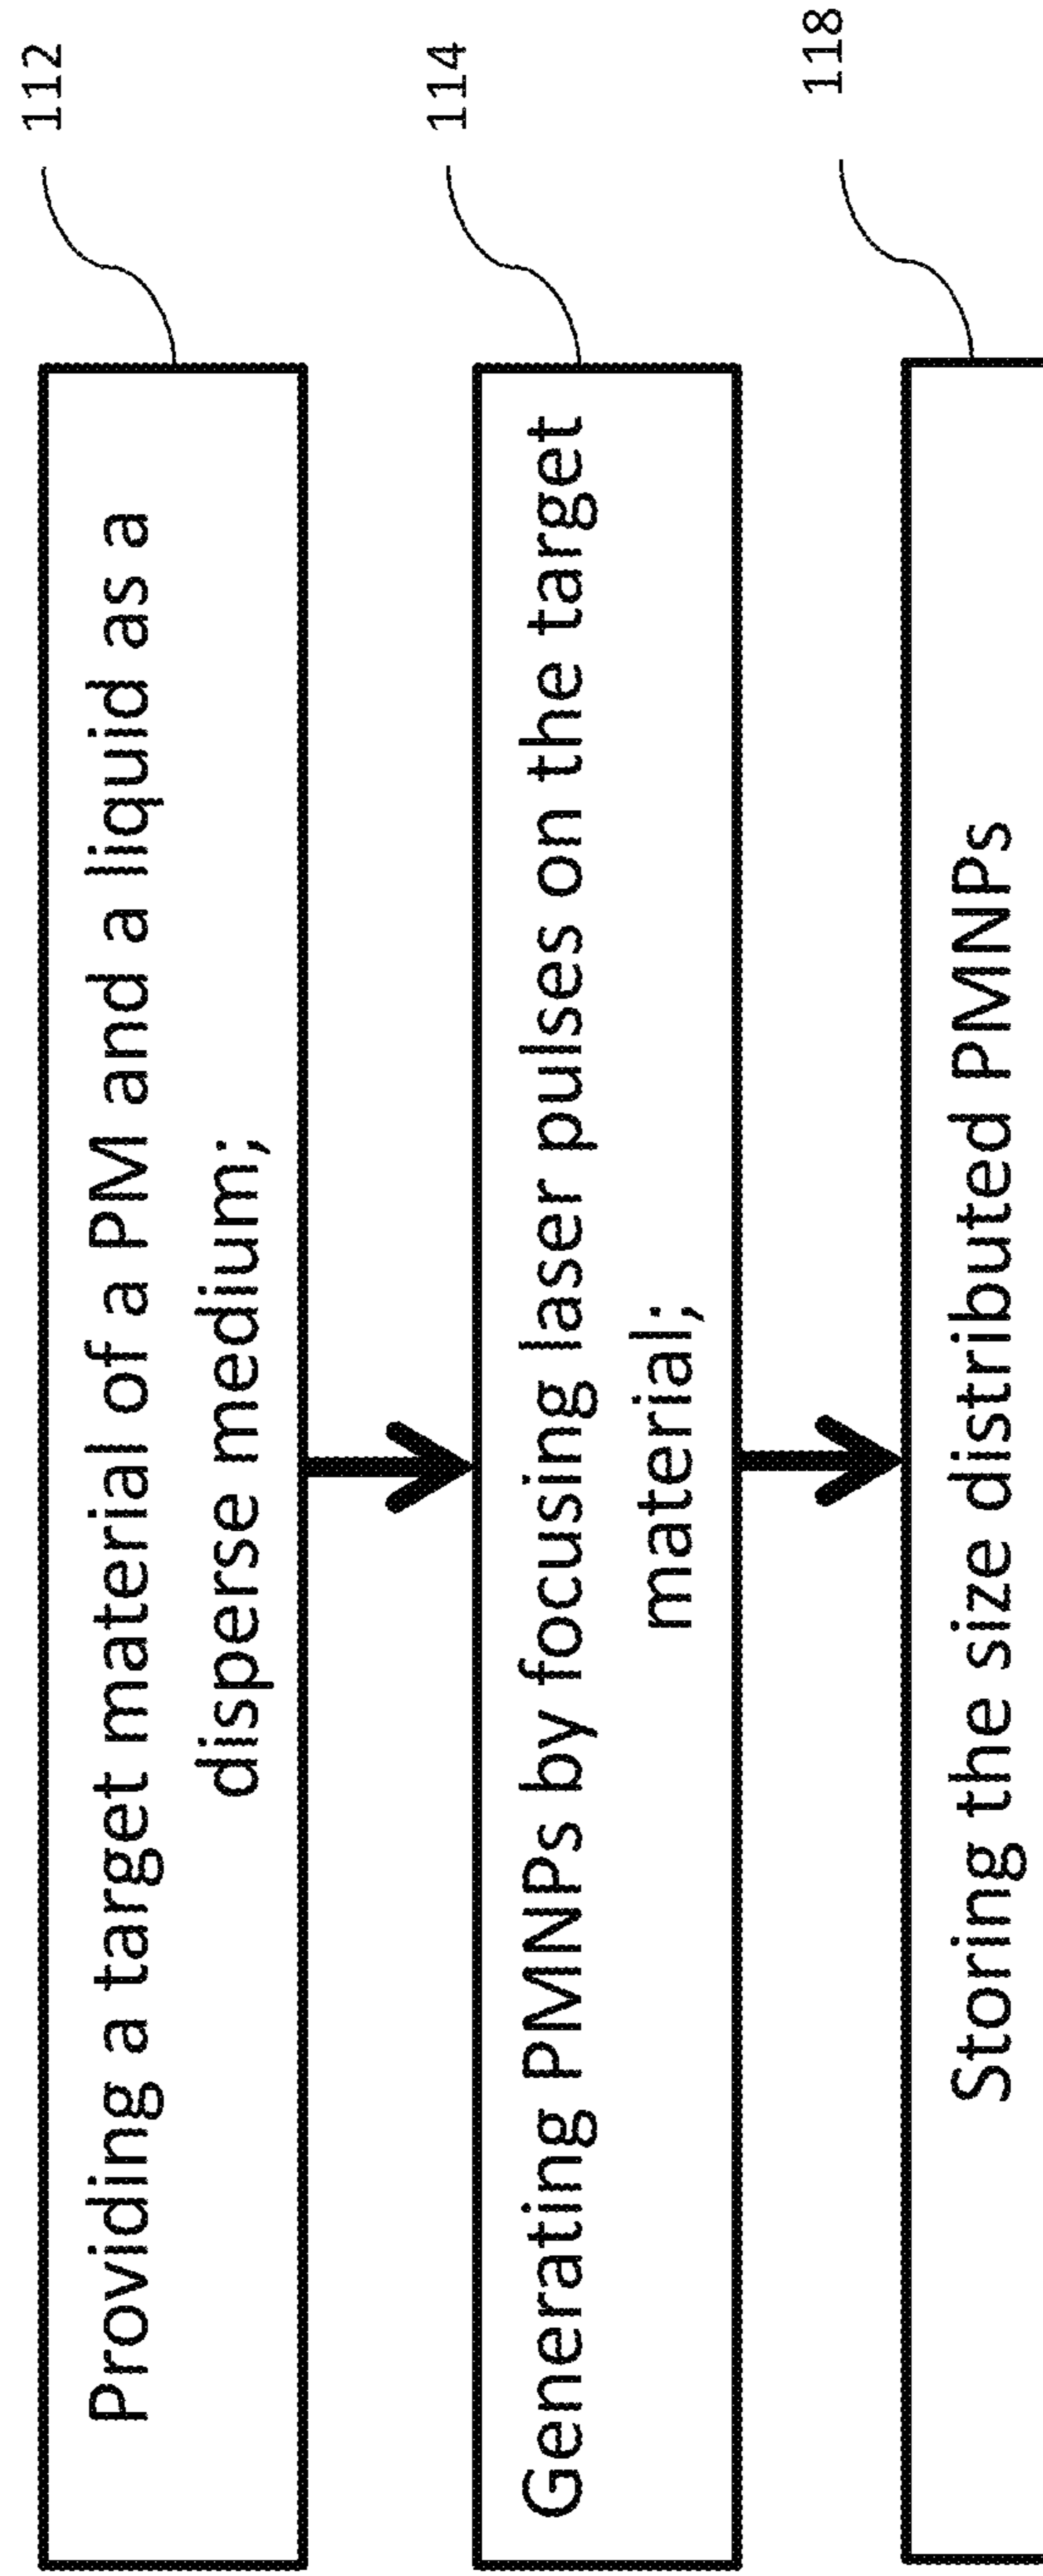 Providing a target material of a PM and a liquid as a
disperse medium;
112
Generating PMNPs by focusing laser pulses on the target
material;
114
Storing the size distributed PMNPs
118